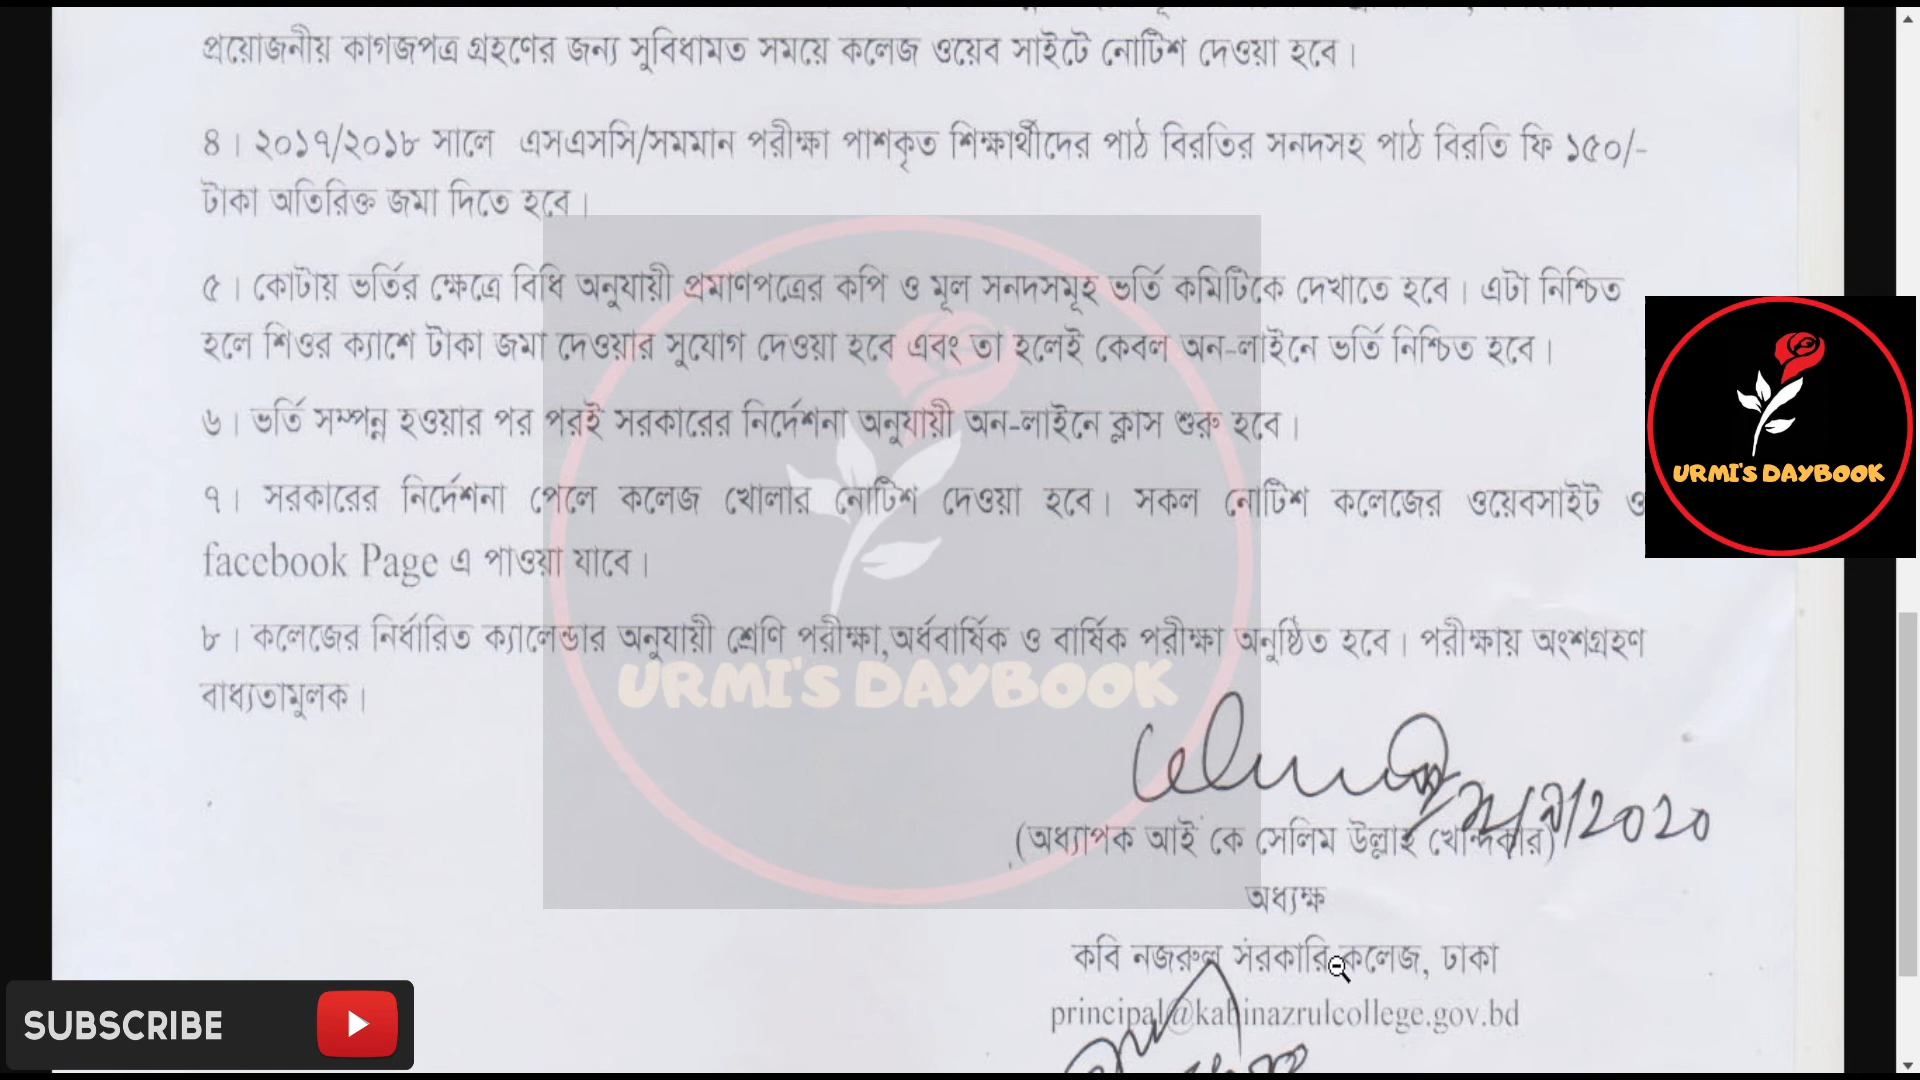 প্রয়োজনীয় কাগজপত্র গ্রহণের জন্য সুবিধামত সময়ে কলেজ ওয়েব সাইটে নোটিশ দেওয়া হবে।
৪। ২০১৭/২০১৮ সালে এসএসসি/সমমান পরীক্ষা পাশকৃত শিক্ষার্থীদের পাঠ বিরতির সনদসহ পাঠ বিরতি ফি ১৫০/-
টাকা অতিরিক্ত জমা দিতে হবে।
৫। কোটায় ভর্তির ক্ষেত্রে বিধি অনুযায়ী প্রমাণপত্রের কপি ও মূল সনদসমূহ ভর্তি কমিটিকে দেখাতে হবে। এটা নিশ্চিত
হলে শিওর ক্যাশে টাকা জমা দেওয়ার সুযোগ দেওয়া হবে এবং তা হলেই কেবল অন-লাইনে ভর্তি নিশ্চিত হবে।
৬। ভর্তি সম্পন্ন হওয়ার পর পরই সরকারের নির্দেশনা অনুযায়ী অন-লাইনে ক্লাস শুরু হবে।
৭। সরকারের নির্দেশনা পেলে কলেজ খোলার নোটিশ দেওয়া হবে। সকল নোটিশ কলেজের ওয়েবসাইট ও
facebook Page এ পাওয়া যাবে।
৮। কলেজের নির্ধারিত ক্যালেন্ডার অনুযায়ী শ্রেণি পরীক্ষা,অর্ধবার্ষিক ও বার্ষিক পরীক্ষা অনুষ্ঠিত হবে। পরীক্ষায় অংশগ্রহণ
বাধ্যতামুলক।
URMI's DAYBOOK
URMI's DAYBOOK
(অধ্যাপক আই কে সেলিম উল্লাহ খোন্দকার)
অধ্যক্ষ
কবি নজরুল সরকারি কলেজ, ঢাকা
principal@kabinazrulcollege.gov.bd
SUBSCRIBE